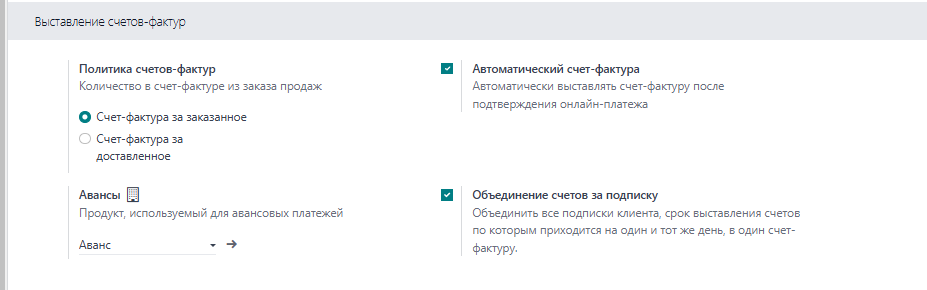 Выставление счетов-фактур
Политика счетов-фактур
Количество в счет-фактуре из заказа продаж
Счет-фактура за заказанное
Счет-фактура за
доставленное
Автоматический счет-фактура
Автоматически выставлять счет-фактуру после
подтверждения онлайн-платежа
Авансы
Продукт, используемый для авансовых платежей
Аванс
Объединение счетов за подписку
Объединить все подписки клиента, срок выставления счетов
по которым приходится на один и тот же день, в один счет-
фактуру.